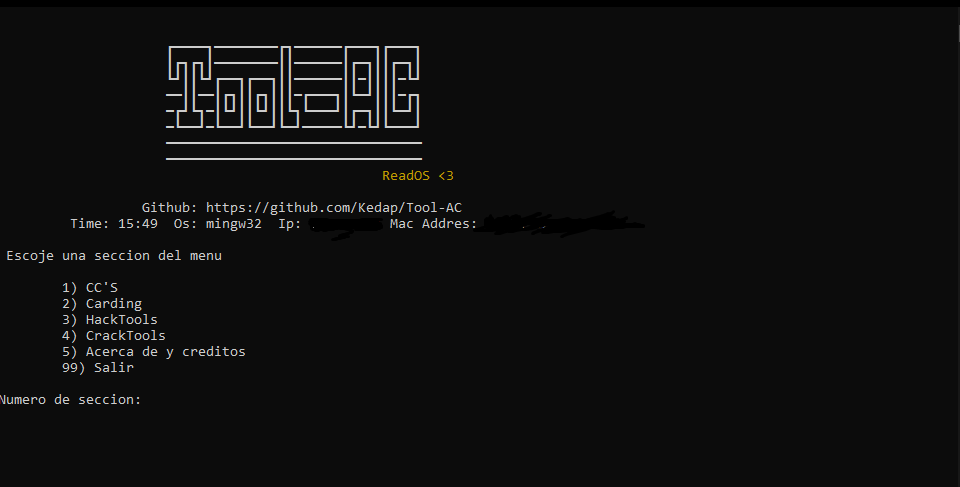 Tool-AC
ReadOS <3
Github: https://github.com/Kedap/Tool-AC
Time: 15:49 Os: mingw32 Ip: Mac Addres:
Escoje una seccion del menu
1) CC'S
2) Carding
3) HackTools
4) CrackTools
5) Acerca de y creditos
99) Salir
Numero de seccion: